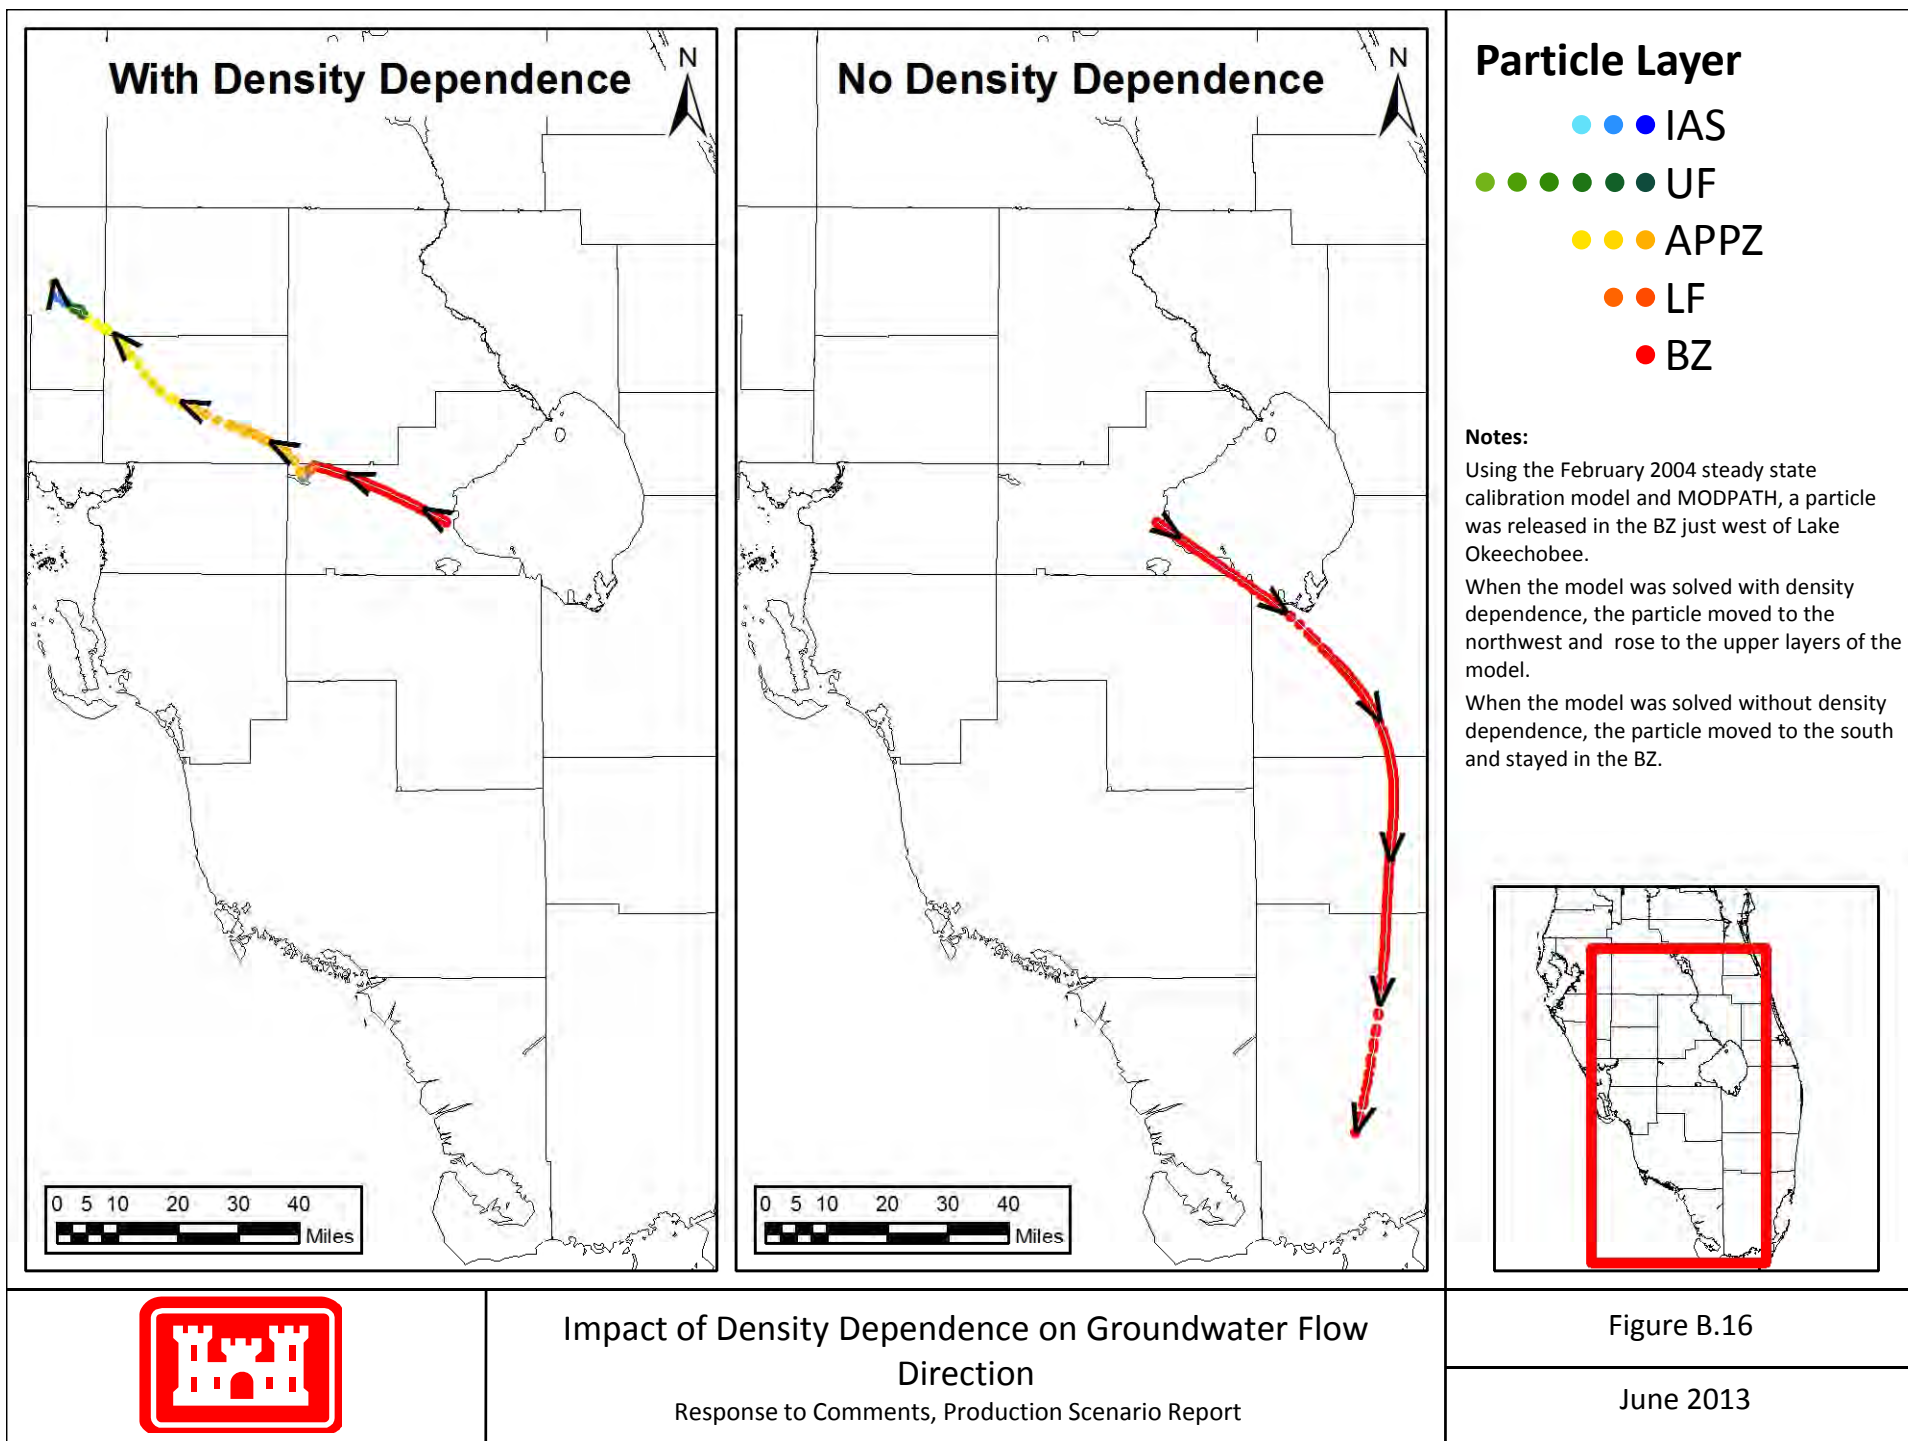 With Density Dependence
N
0 5 10 20 30 40
Miles
No Density Dependence
N
0 5 10 20 30 40
Miles
Particle Layer
IAS
UF
APPZ
LF
BZ
Notes:
Using the February 2004 steady state
calibration model and MODPATH, a particle
was released in the BZ just west of Lake
Okeechobee.
When the model was solved with density
dependence, the particle moved to the
northwest and rose to the upper layers of the
model.
When the model was solved without density
dependence, the particle moved to the south
and stayed in the BZ.
Impact of Density Dependence on Groundwater Flow
Direction
Response to Comments, Production Scenario Report
Figure B.16
June 2013